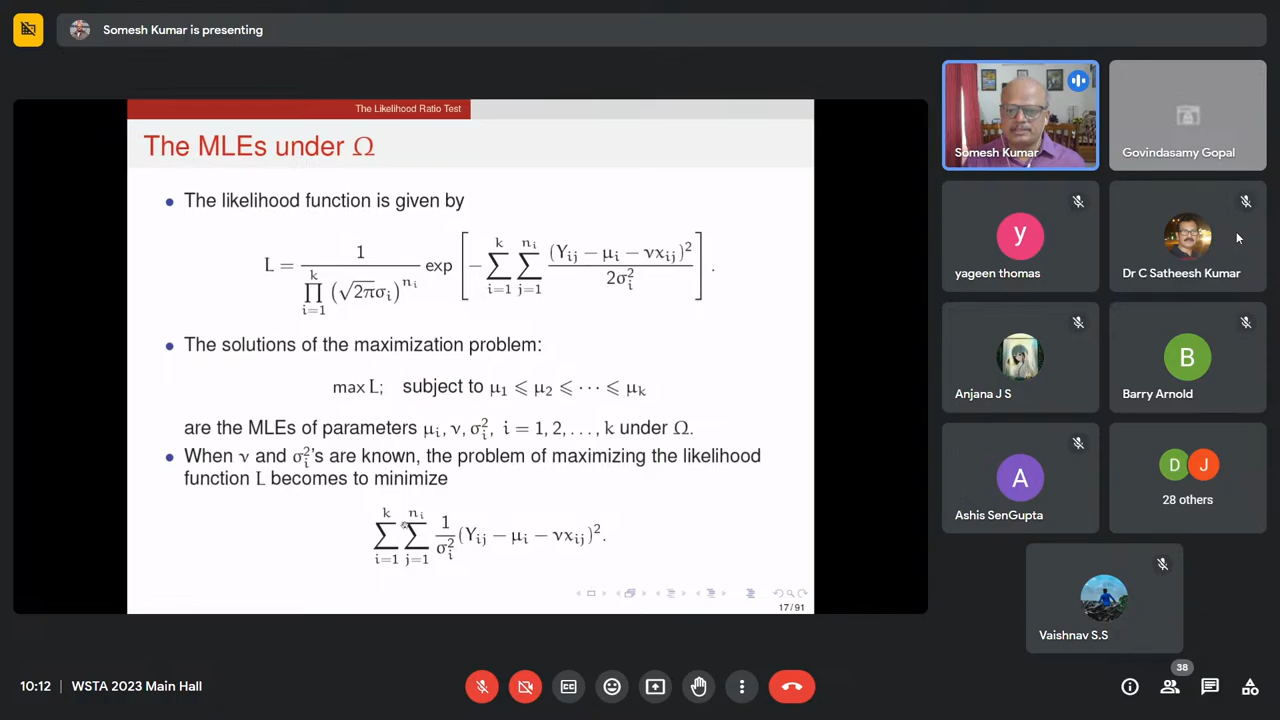 Somesh Kumar is presenting
The Likelihood Ratio Test
The MLEs under Ω
• The likelihood function is given by
L = 1 / ∏_{i=1}^{k} (√2π σ_i)^{n_i} exp [ − ∑_{i=1}^{k} ∑_{j=1}^{n_i} (Y_{ij} − μ_i − νx_{ij})² / 2σ_i² ] .
• The solutions of the maximization problem:
max L; subject to μ₁ ⩽ μ₂ ⩽ ··· ⩽ μ_k
are the MLEs of parameters μ_i, ν, σ_i², i = 1, 2, . . . , k under Ω.
• When ν and σ_i²'s are known, the problem of maximizing the likelihood
function L becomes to minimize
∑_{i=1}^{k} ∑_{j=1}^{n_i} 1/σ_i² (Y_{ij} − μ_i − νx_{ij})².
17/91
Somesh Kumar
Govindasamy Gopal
y
yageen thomas
Dr C Satheesh Kumar
Anjana J S
B
Barry Arnold
A
Ashis SenGupta
D J
28 others
Vaishnav S.S
10:12 | WSTA 2023 Main Hall
CC
38